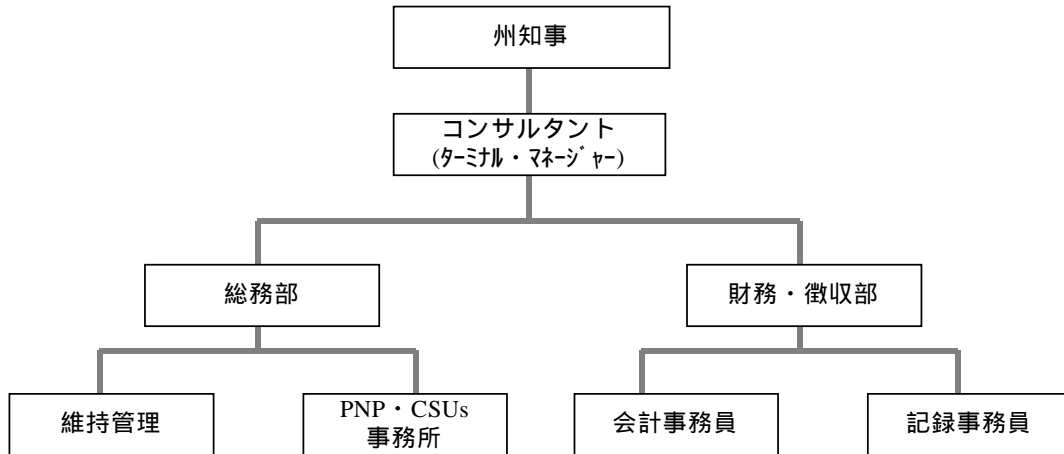 州知事
コンサルタント
(ﾀｰﾐﾅﾙ・ﾏﾈｰｼﾞｬｰ)
総務部
財務・徴収部
維持管理
PNP・CSUs
事務所
会計事務員
記録事務員